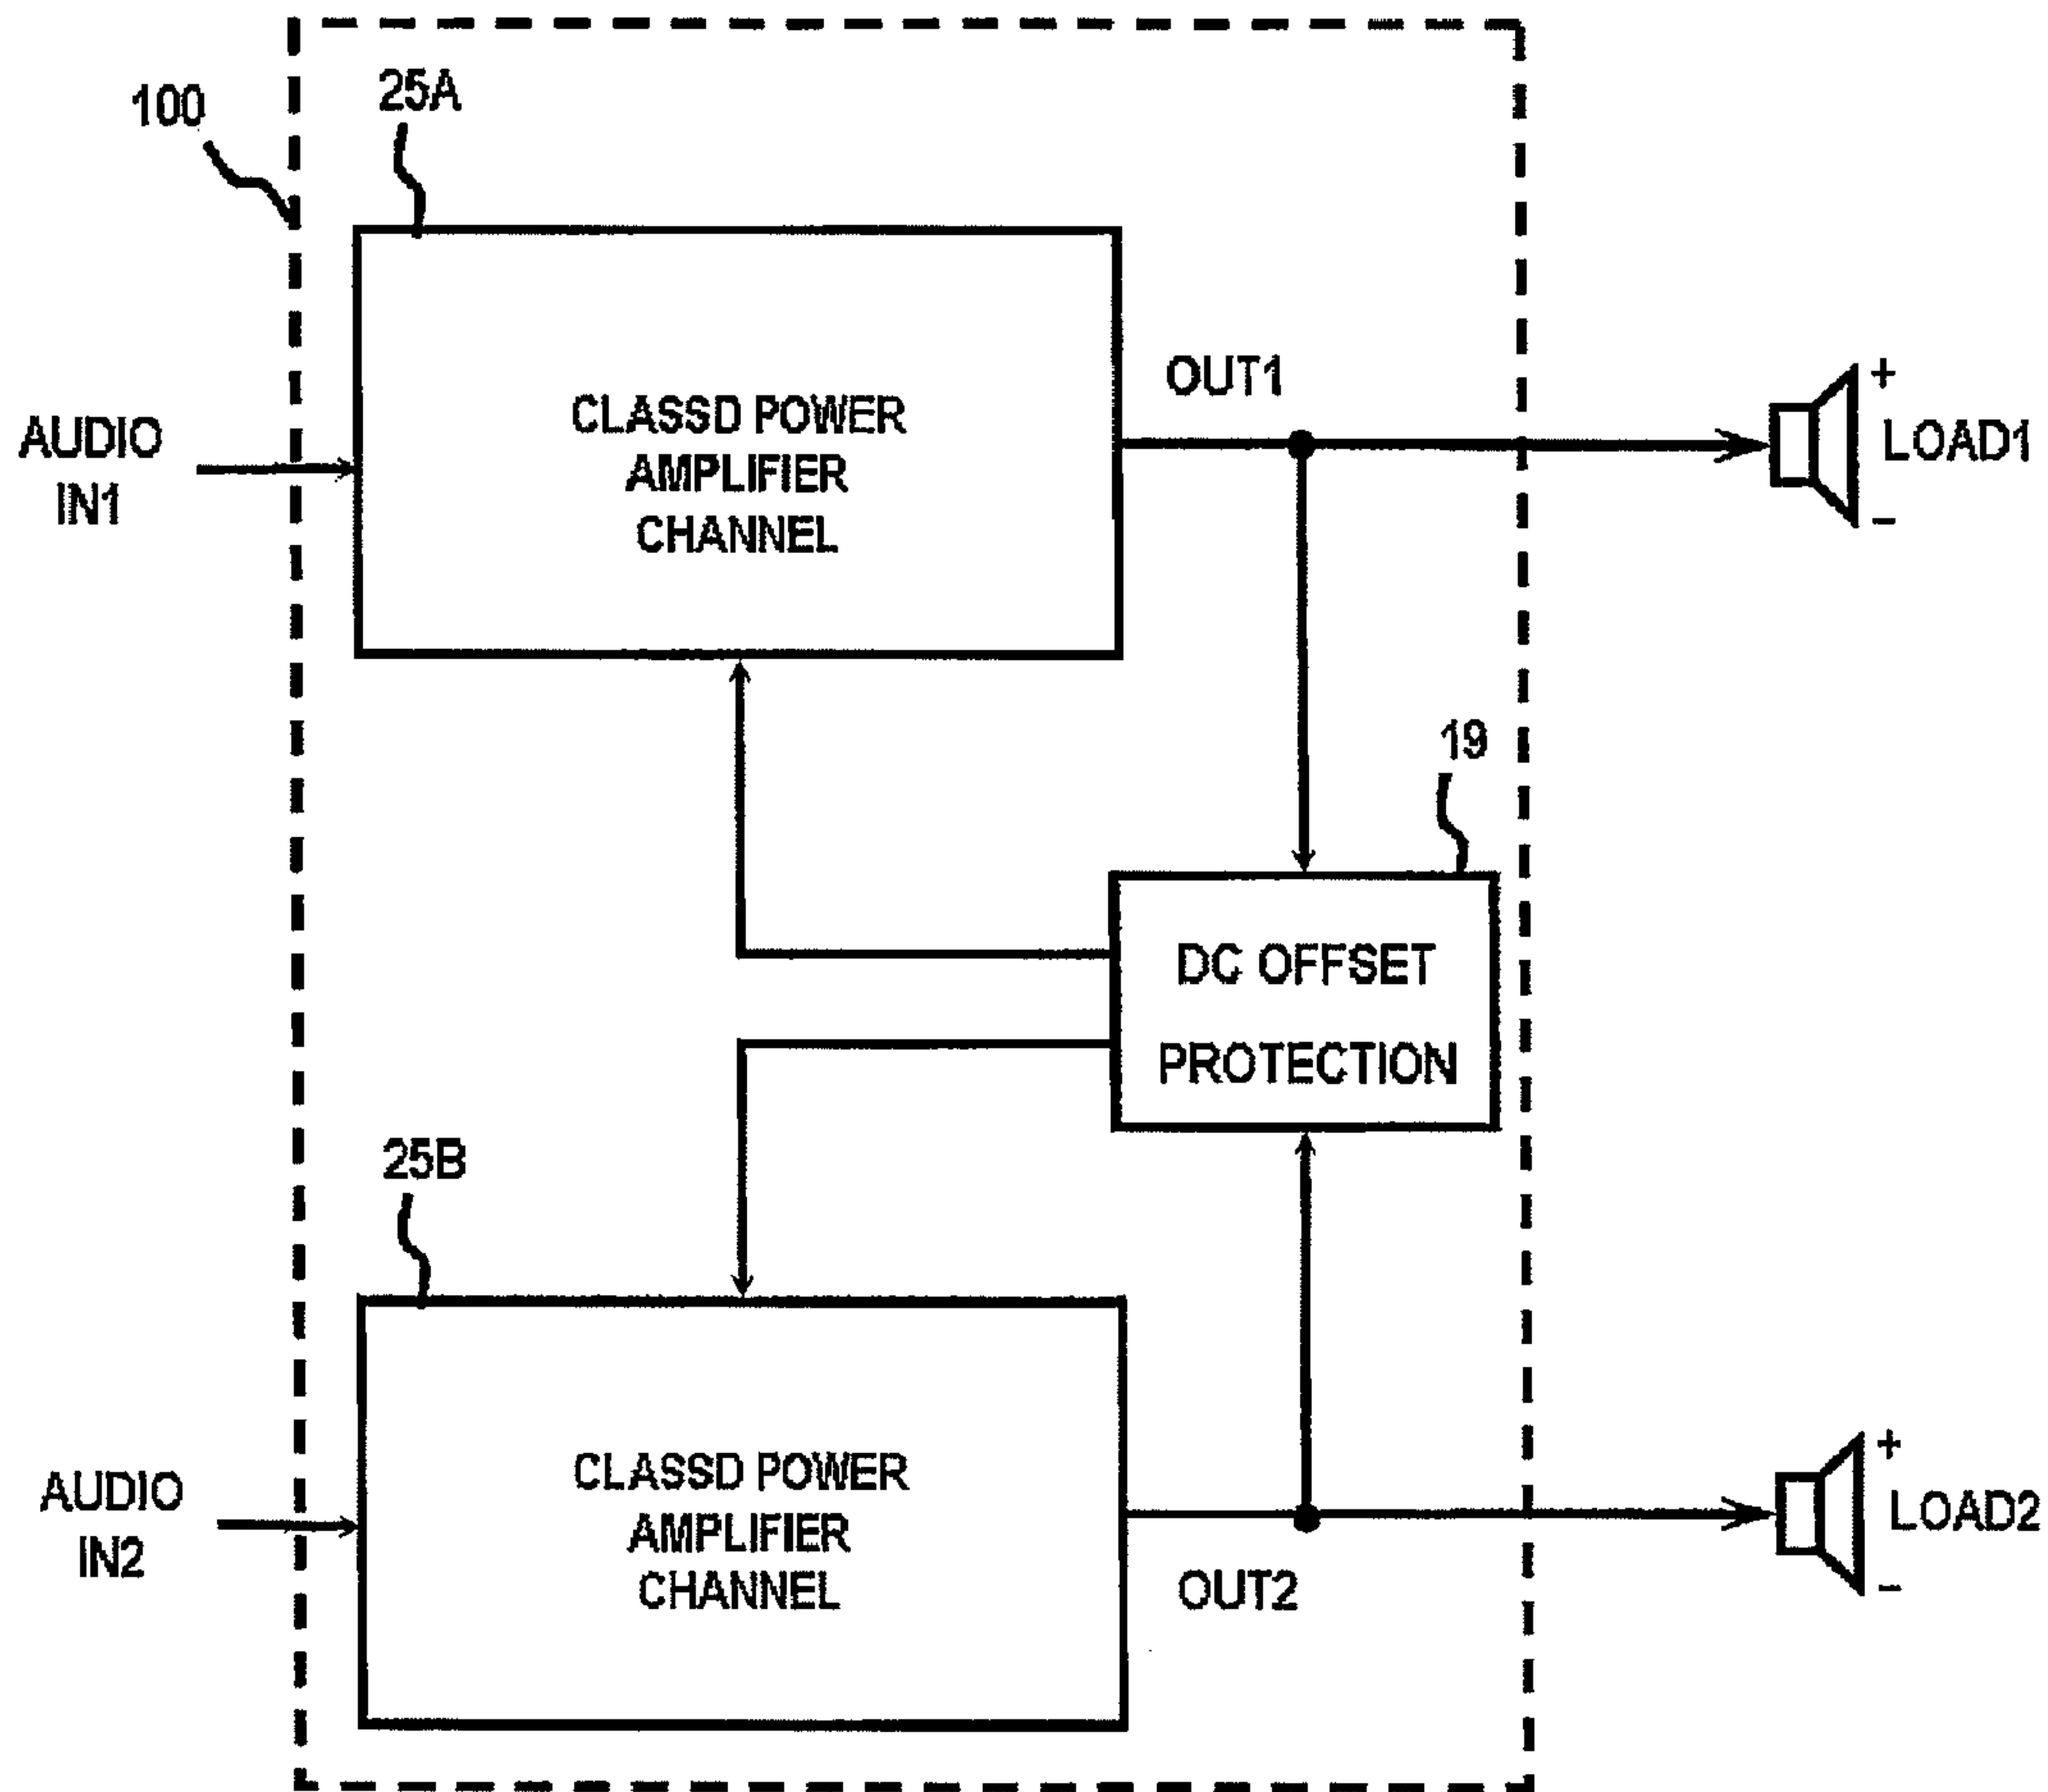 100
25A
AUDIO
IN1
CLASSD POWER
AMPLIFIER
CHANNEL
OUT1
+
LOAD1
−
19
DC OFFSET
PROTECTION
25B
AUDIO
IN2
CLASSD POWER
AMPLIFIER
CHANNEL
OUT2
+
LOAD2
−